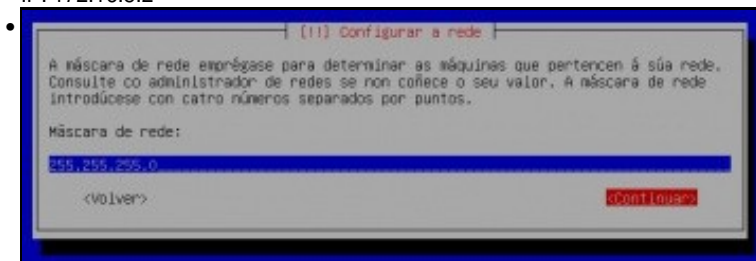 [!!] Configurar a rede
A máscara de rede emprégase para determinar as máquinas que pertencen á súa rede.
Consulte co administrador de redes se non coñece o seu valor. A máscara de rede
introdúcese con catro números separados por puntos.
Máscara de rede:
255.255.255.0
<Volver> <Continuar>